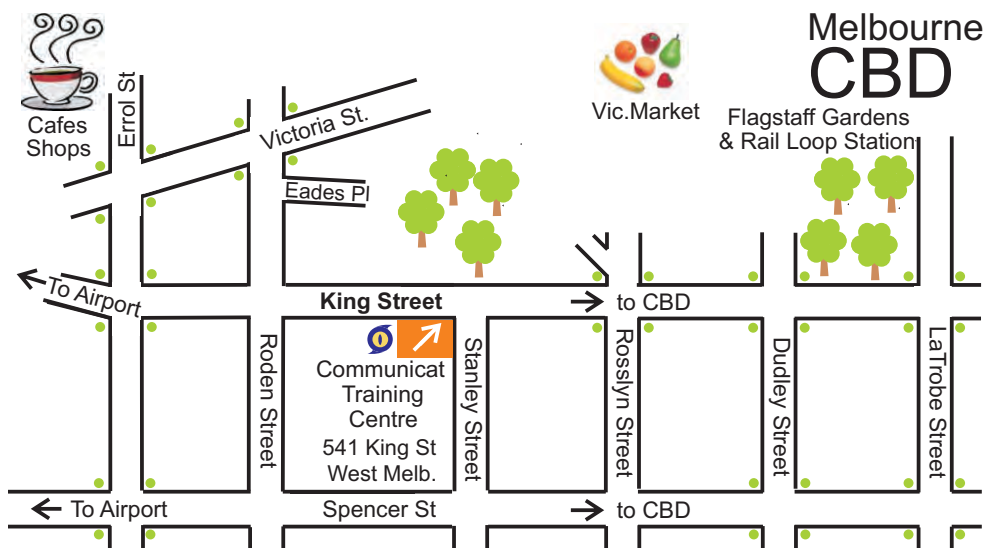 Melbourne
CBD
Cafes
Shops
Errol St
Victoria St.
Vic.Market
Flagstaff Gardens
& Rail Loop Station
Eades Pl
To Airport
King Street
to CBD
Roden Street
Communicat
Training
Centre
541 King St
West Melb.
Stanley Street
Rosslyn Street
Dudley Street
LaTrobe Street
To Airport
Spencer St
to CBD